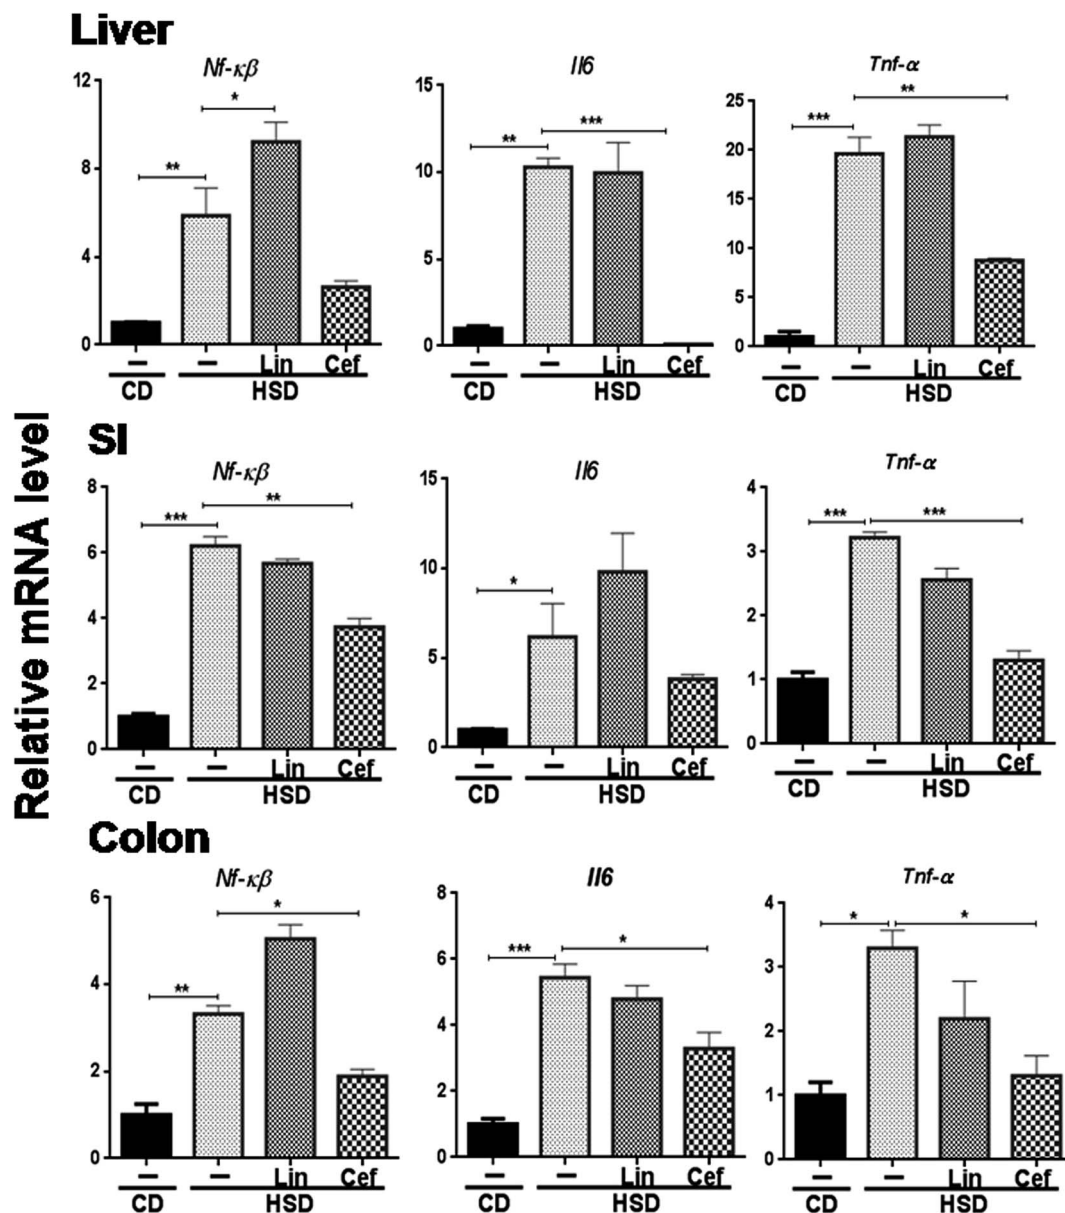 Relative mRNA level
Liver
Nf-κβ
12
8
4
0
*
**
– – Lin Cef
CD HSD
Il6
15
10
5
0
** ***
– – Lin Cef
CD HSD
Tnf-α
25
20
15
10
5
0
**
***
– – Lin Cef
CD HSD
SI
Nf-κβ
8
6
4
2
0
**
***
– – Lin Cef
CD HSD
Il6
15
10
5
0
*
– – Lin Cef
CD HSD
Tnf-α
4
3
2
1
0
*** ***
– – Lin Cef
CD HSD
Colon
Nf-κβ
6
4
2
0
*
**
– – Lin Cef
CD HSD
Il6
8
6
4
2
0
*
***
– – Lin Cef
CD HSD
Tnf-α
4
3
2
1
0
* *
– – Lin Cef
CD HSD